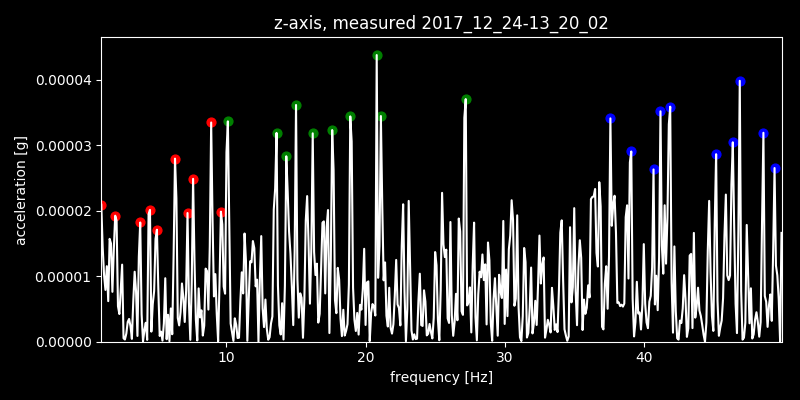 z-axis, measured 2017_12_24-13_20_02
acceleration [g]
0.00004
0.00003
0.00002
0.00001
0.00000
10 20 30 40
frequency [Hz]